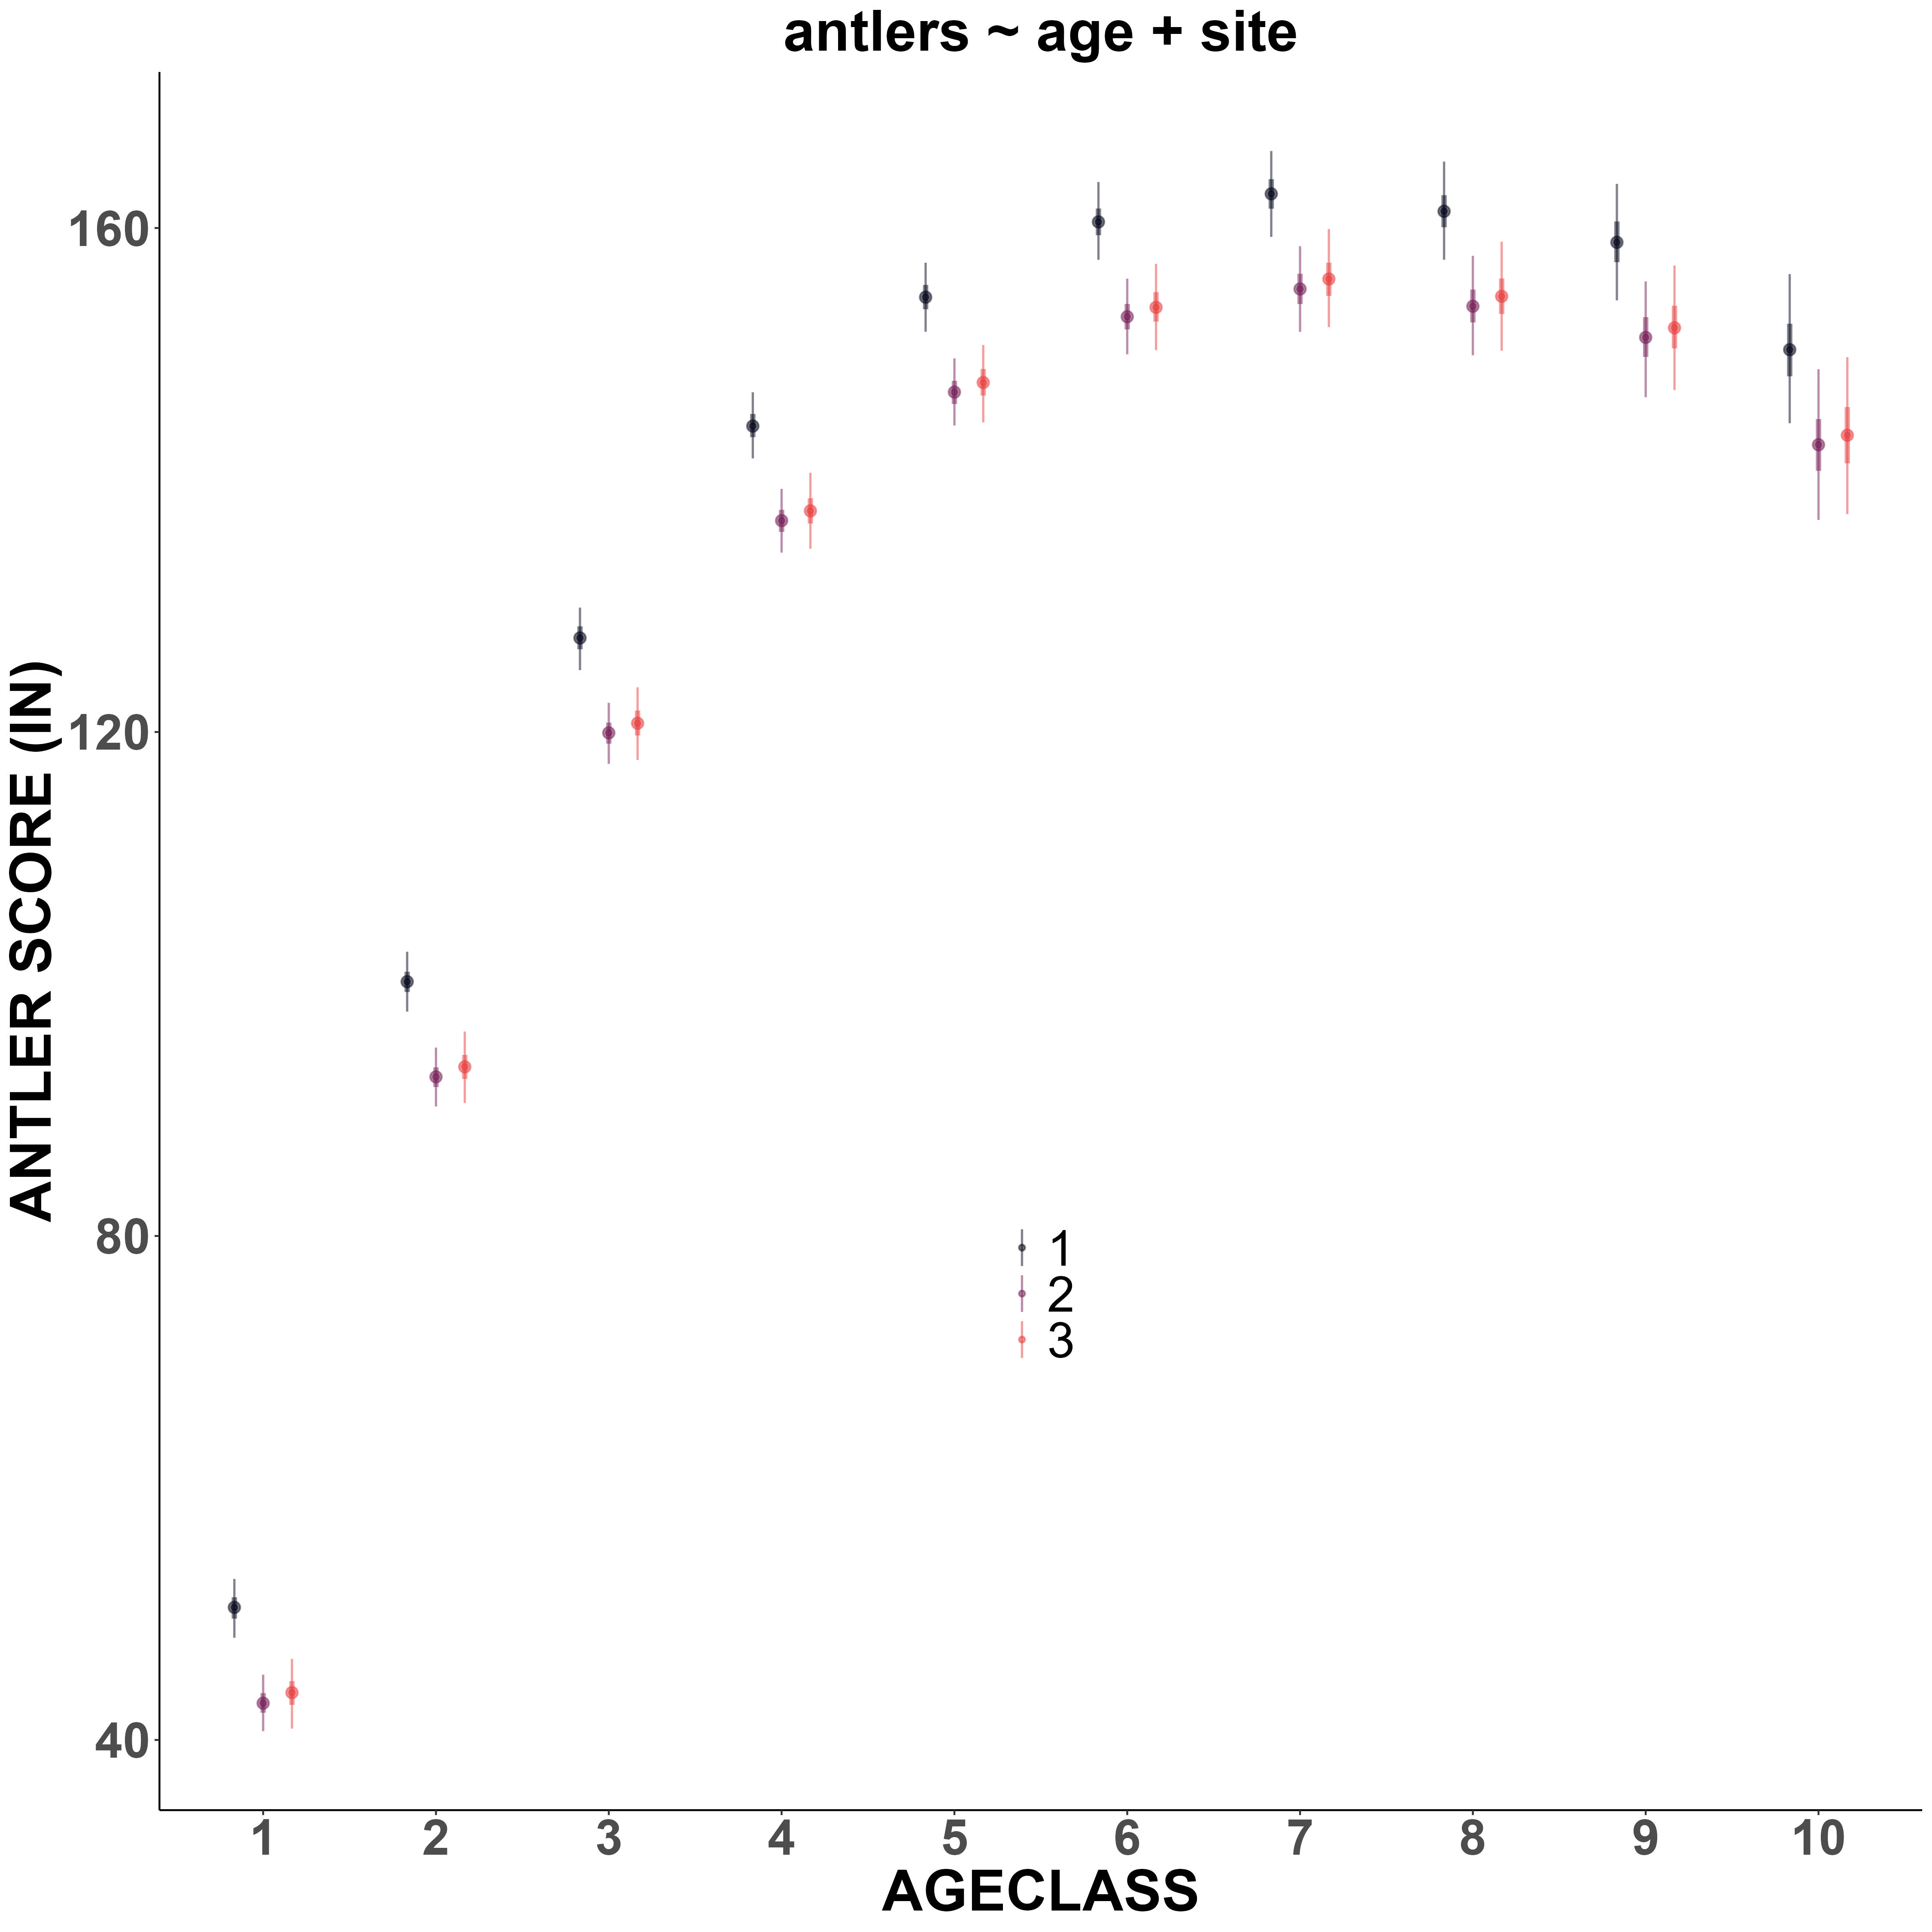 antlers ~ age + site
ANTLER SCORE (IN)
160
120
80
40
1
2
3
1 2 3 4 5 6 7 8 9 10
AGECLASS